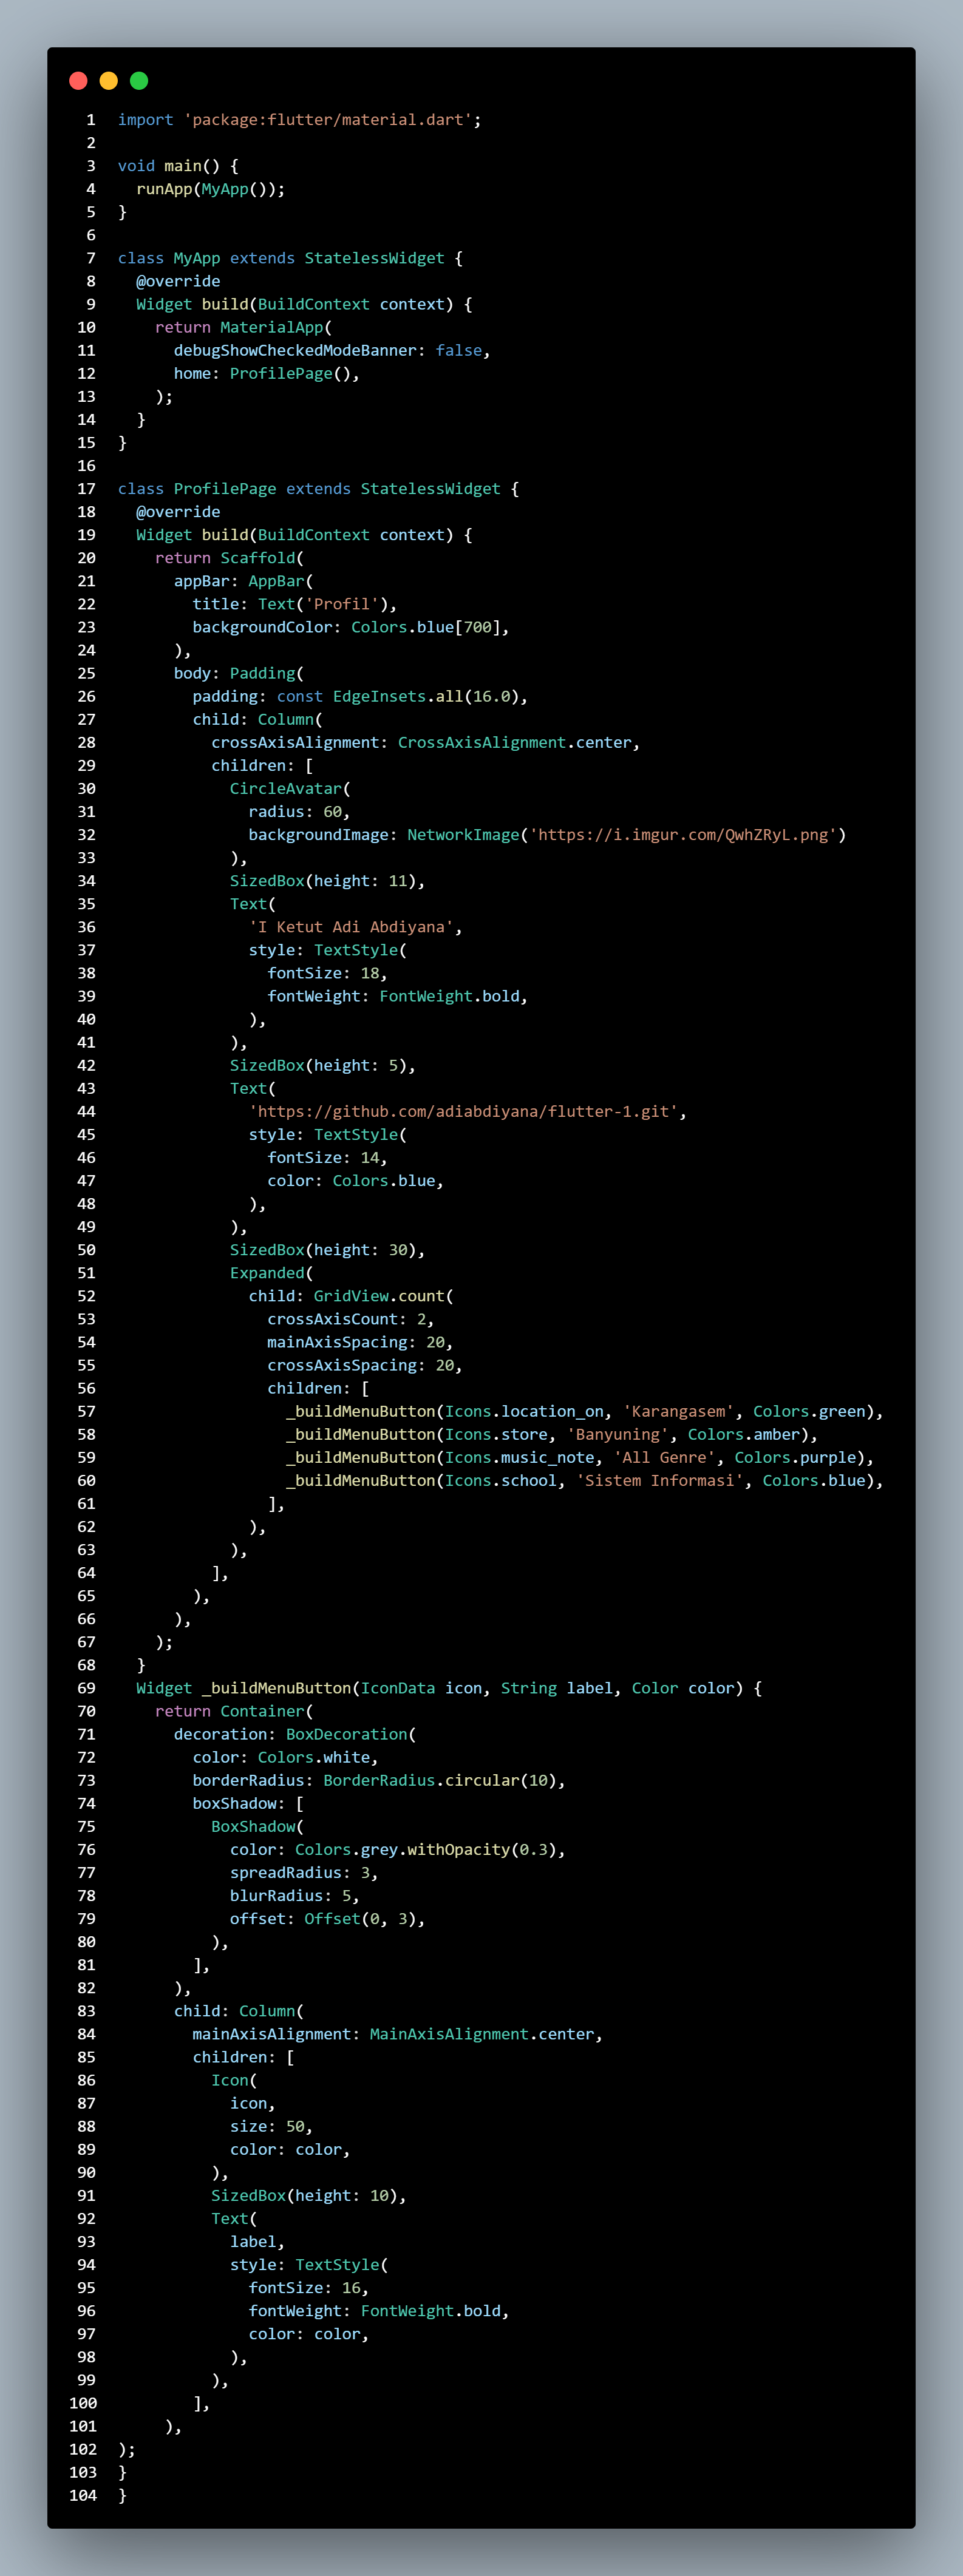 1 import 'package:flutter/material.dart';
2
3 void main() {
4   runApp(MyApp());
5 }
6
7 class MyApp extends StatelessWidget {
8   @override
9   Widget build(BuildContext context) {
10     return MaterialApp(
11       debugShowCheckedModeBanner: false,
12       home: ProfilePage(),
13     );
14   }
15 }
16
17 class ProfilePage extends StatelessWidget {
18   @override
19   Widget build(BuildContext context) {
20     return Scaffold(
21       appBar: AppBar(
22         title: Text('Profil'),
23         backgroundColor: Colors.blue[700],
24       ),
25       body: Padding(
26         padding: const EdgeInsets.all(16.0),
27         child: Column(
28           crossAxisAlignment: CrossAxisAlignment.center,
29           children: [
30             CircleAvatar(
31               radius: 60,
32               backgroundImage: NetworkImage('https://i.imgur.com/QwhZRyL.png')
33             ),
34             SizedBox(height: 11),
35             Text(
36               'I Ketut Adi Abdiyana',
37               style: TextStyle(
38                 fontSize: 18,
39                 fontWeight: FontWeight.bold,
40               ),
41             ),
42             SizedBox(height: 5),
43             Text(
44               'https://github.com/adiabdiyana/flutter-1.git',
45               style: TextStyle(
46                 fontSize: 14,
47                 color: Colors.blue,
48               ),
49             ),
50             SizedBox(height: 30),
51             Expanded(
52               child: GridView.count(
53                 crossAxisCount: 2,
54                 mainAxisSpacing: 20,
55                 crossAxisSpacing: 20,
56                 children: [
57                   _buildMenuButton(Icons.location_on, 'Karangasem', Colors.green),
58                   _buildMenuButton(Icons.store, 'Banyuning', Colors.amber),
59                   _buildMenuButton(Icons.music_note, 'All Genre', Colors.purple),
60                   _buildMenuButton(Icons.school, 'Sistem Informasi', Colors.blue),
61                 ],
62               ),
63             ),
64           ],
65         ),
66       ),
67     );
68   }
69   Widget _buildMenuButton(IconData icon, String label, Color color) {
70     return Container(
71       decoration: BoxDecoration(
72         color: Colors.white,
73         borderRadius: BorderRadius.circular(10),
74         boxShadow: [
75           BoxShadow(
76             color: Colors.grey.withOpacity(0.3),
77             spreadRadius: 3,
78             blurRadius: 5,
79             offset: Offset(0, 3),
80           ),
81         ],
82       ),
83       child: Column(
84         mainAxisAlignment: MainAxisAlignment.center,
85         children: [
86           Icon(
87             icon,
88             size: 50,
89             color: color,
90           ),
91           SizedBox(height: 10),
92           Text(
93             label,
94             style: TextStyle(
95               fontSize: 16,
96               fontWeight: FontWeight.bold,
97               color: color,
98             ),
99           ),
100         ],
101      ),
102 );
103 }
104 }